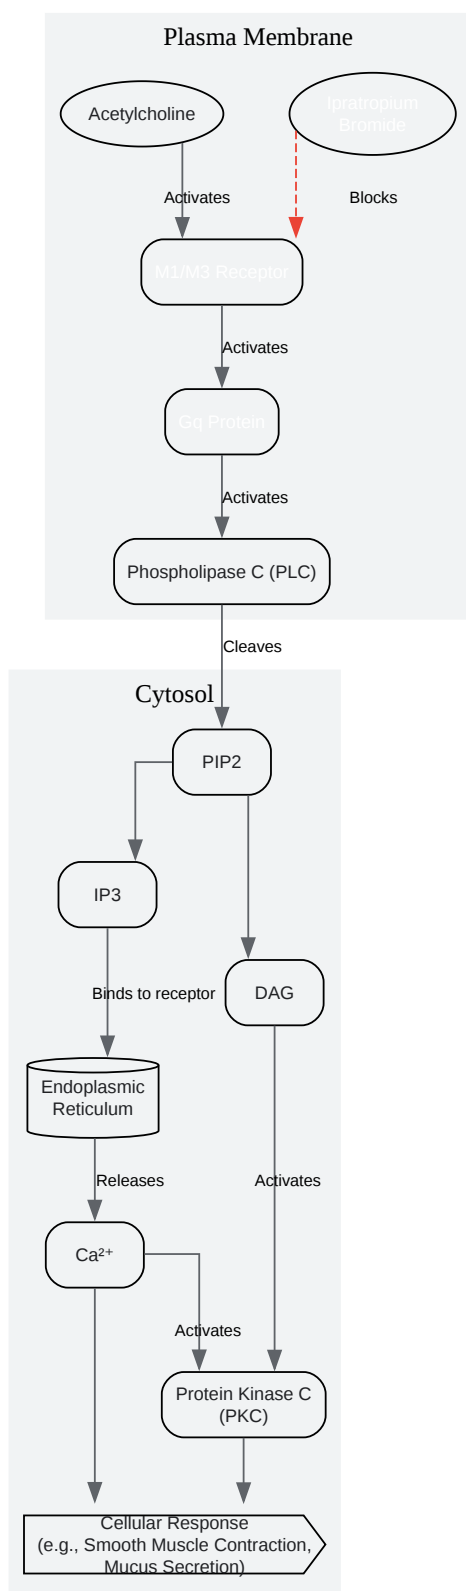 Plasma Membrane
Acetylcholine
Ipratropium
Bromide
Activates
Blocks
M1/M3 Receptor
Activates
Gq Protein
Activates
Phospholipase C (PLC)
Cleaves
Cytosol
PIP2
IP3
DAG
Binds to receptor
Endoplasmic
Reticulum
Releases
Activates
Ca²⁺
Activates
Protein Kinase C
(PKC)
Cellular Response
(e.g., Smooth Muscle Contraction,
Mucus Secretion)